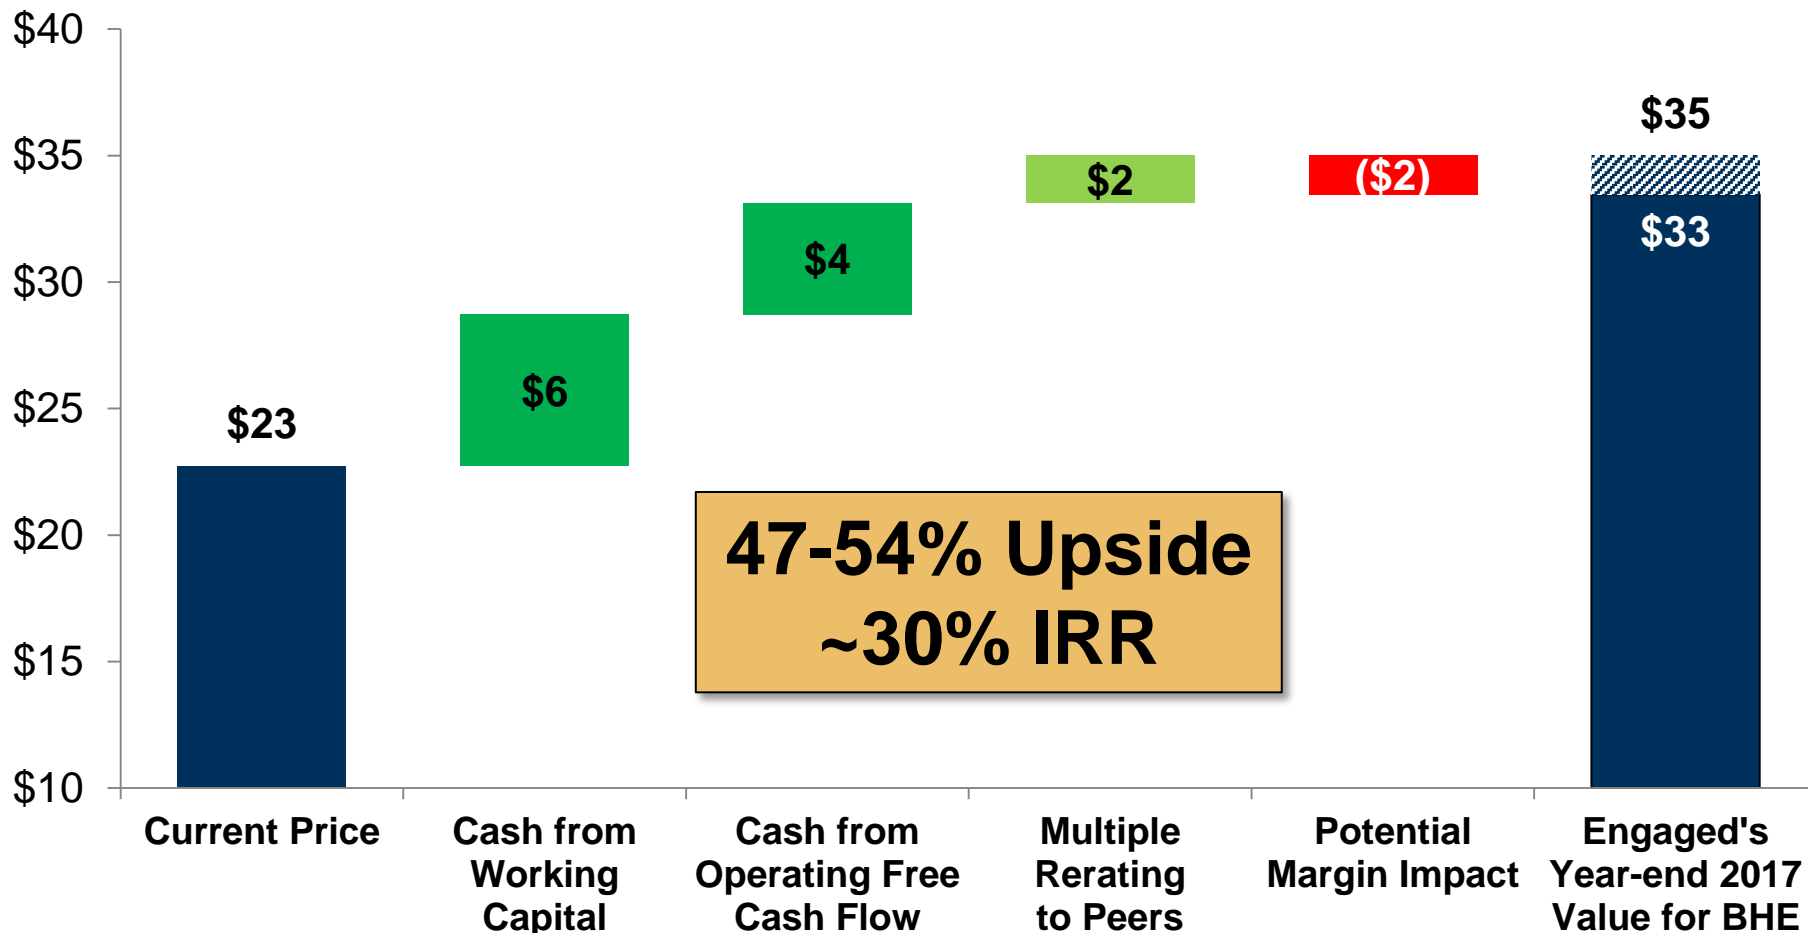 $40
$35
$30
$25
$20
$15
$10
$23
$6
$4
$2
($2)
$35
$33
47-54% Upside
~30% IRR
Current Price
Cash from
Working
Capital
Cash from
Operating Free
Cash Flow
Multiple
Rerating
to Peers
Potential
Margin Impact
Engaged's
Year-end 2017
Value for BHE